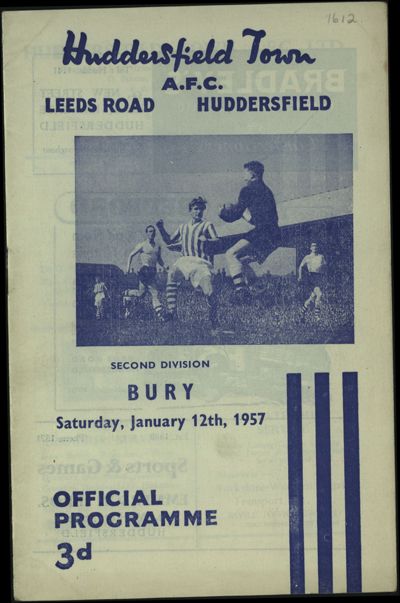 1612
Huddersfield Town
A.F.C.
LEEDS ROAD HUDDERSFIELD
SECOND DIVISION
BURY
Saturday, January 12th, 1957
OFFICIAL
PROGRAMME
3d